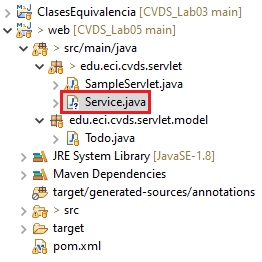 ClasesEquivalencia [CVDS_Lab03 main]
> web [CVDS_Lab05 main]
> src/main/java
> edu.eci.cvds.servlet
SampleServlet.java
Service.java
edu.eci.cvds.servlet.model
Todo.java
JRE System Library [JavaSE-1.8]
Maven Dependencies
target/generated-sources/annotations
> src
target
pom.xml